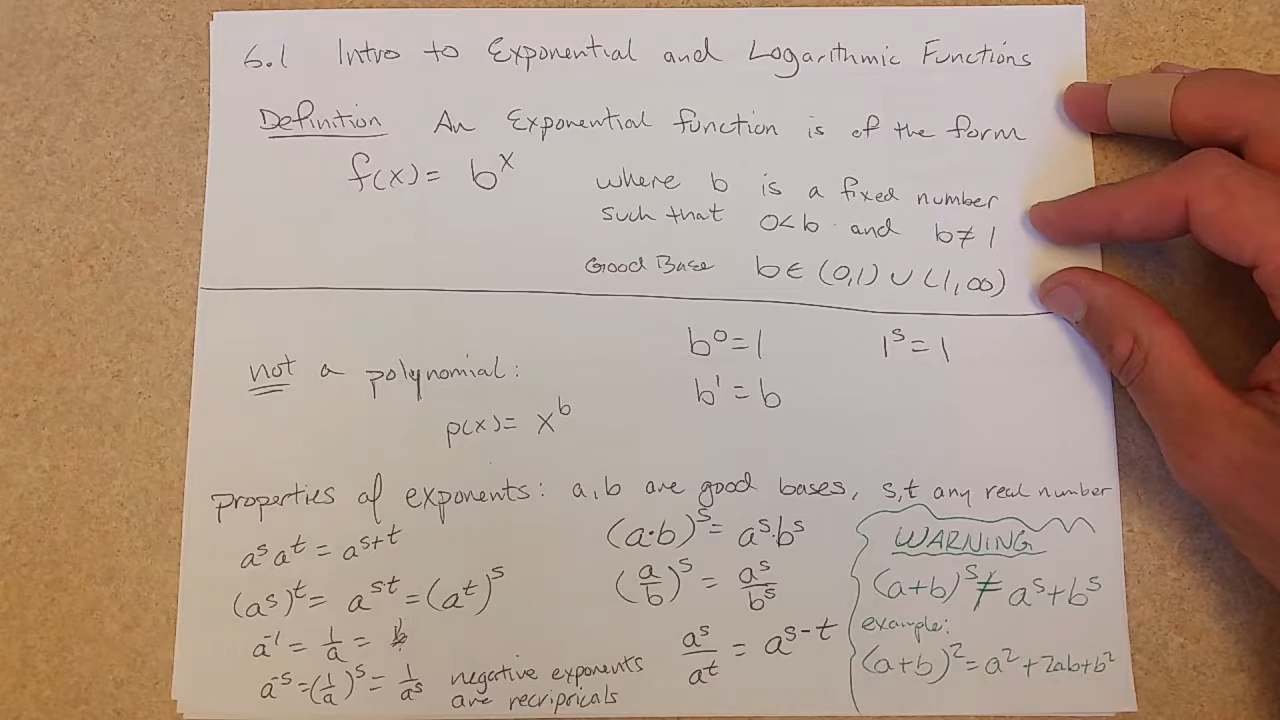 6.1 Intro to Exponential and Logarithmic Functions
Definition An Exponential function is of the form
f(x) = b^x where b is a fixed number
such that 0<b and b≠1
Good Base b∈(0,1)∪(1,∞)
b^0=1 1^s=1
not a polynomial: b^1=b
p(x)= x^b
properties of exponents: a,b are good bases, s,t any real number
a^s a^t = a^{s+t} (a·b)^s = a^s·b^s WARNING
(a^s)^t = a^{st} = (a^t)^s (a/b)^s = a^s/b^s (a+b)^s ≠ a^s+b^s
a^{-1} = 1/a = a^s/a^t = a^{s-t} example:
a^{-s} = (1/a)^s = 1/a^s negative exponents (a+b)^2 = a^2+2ab+b^2
are recripricals